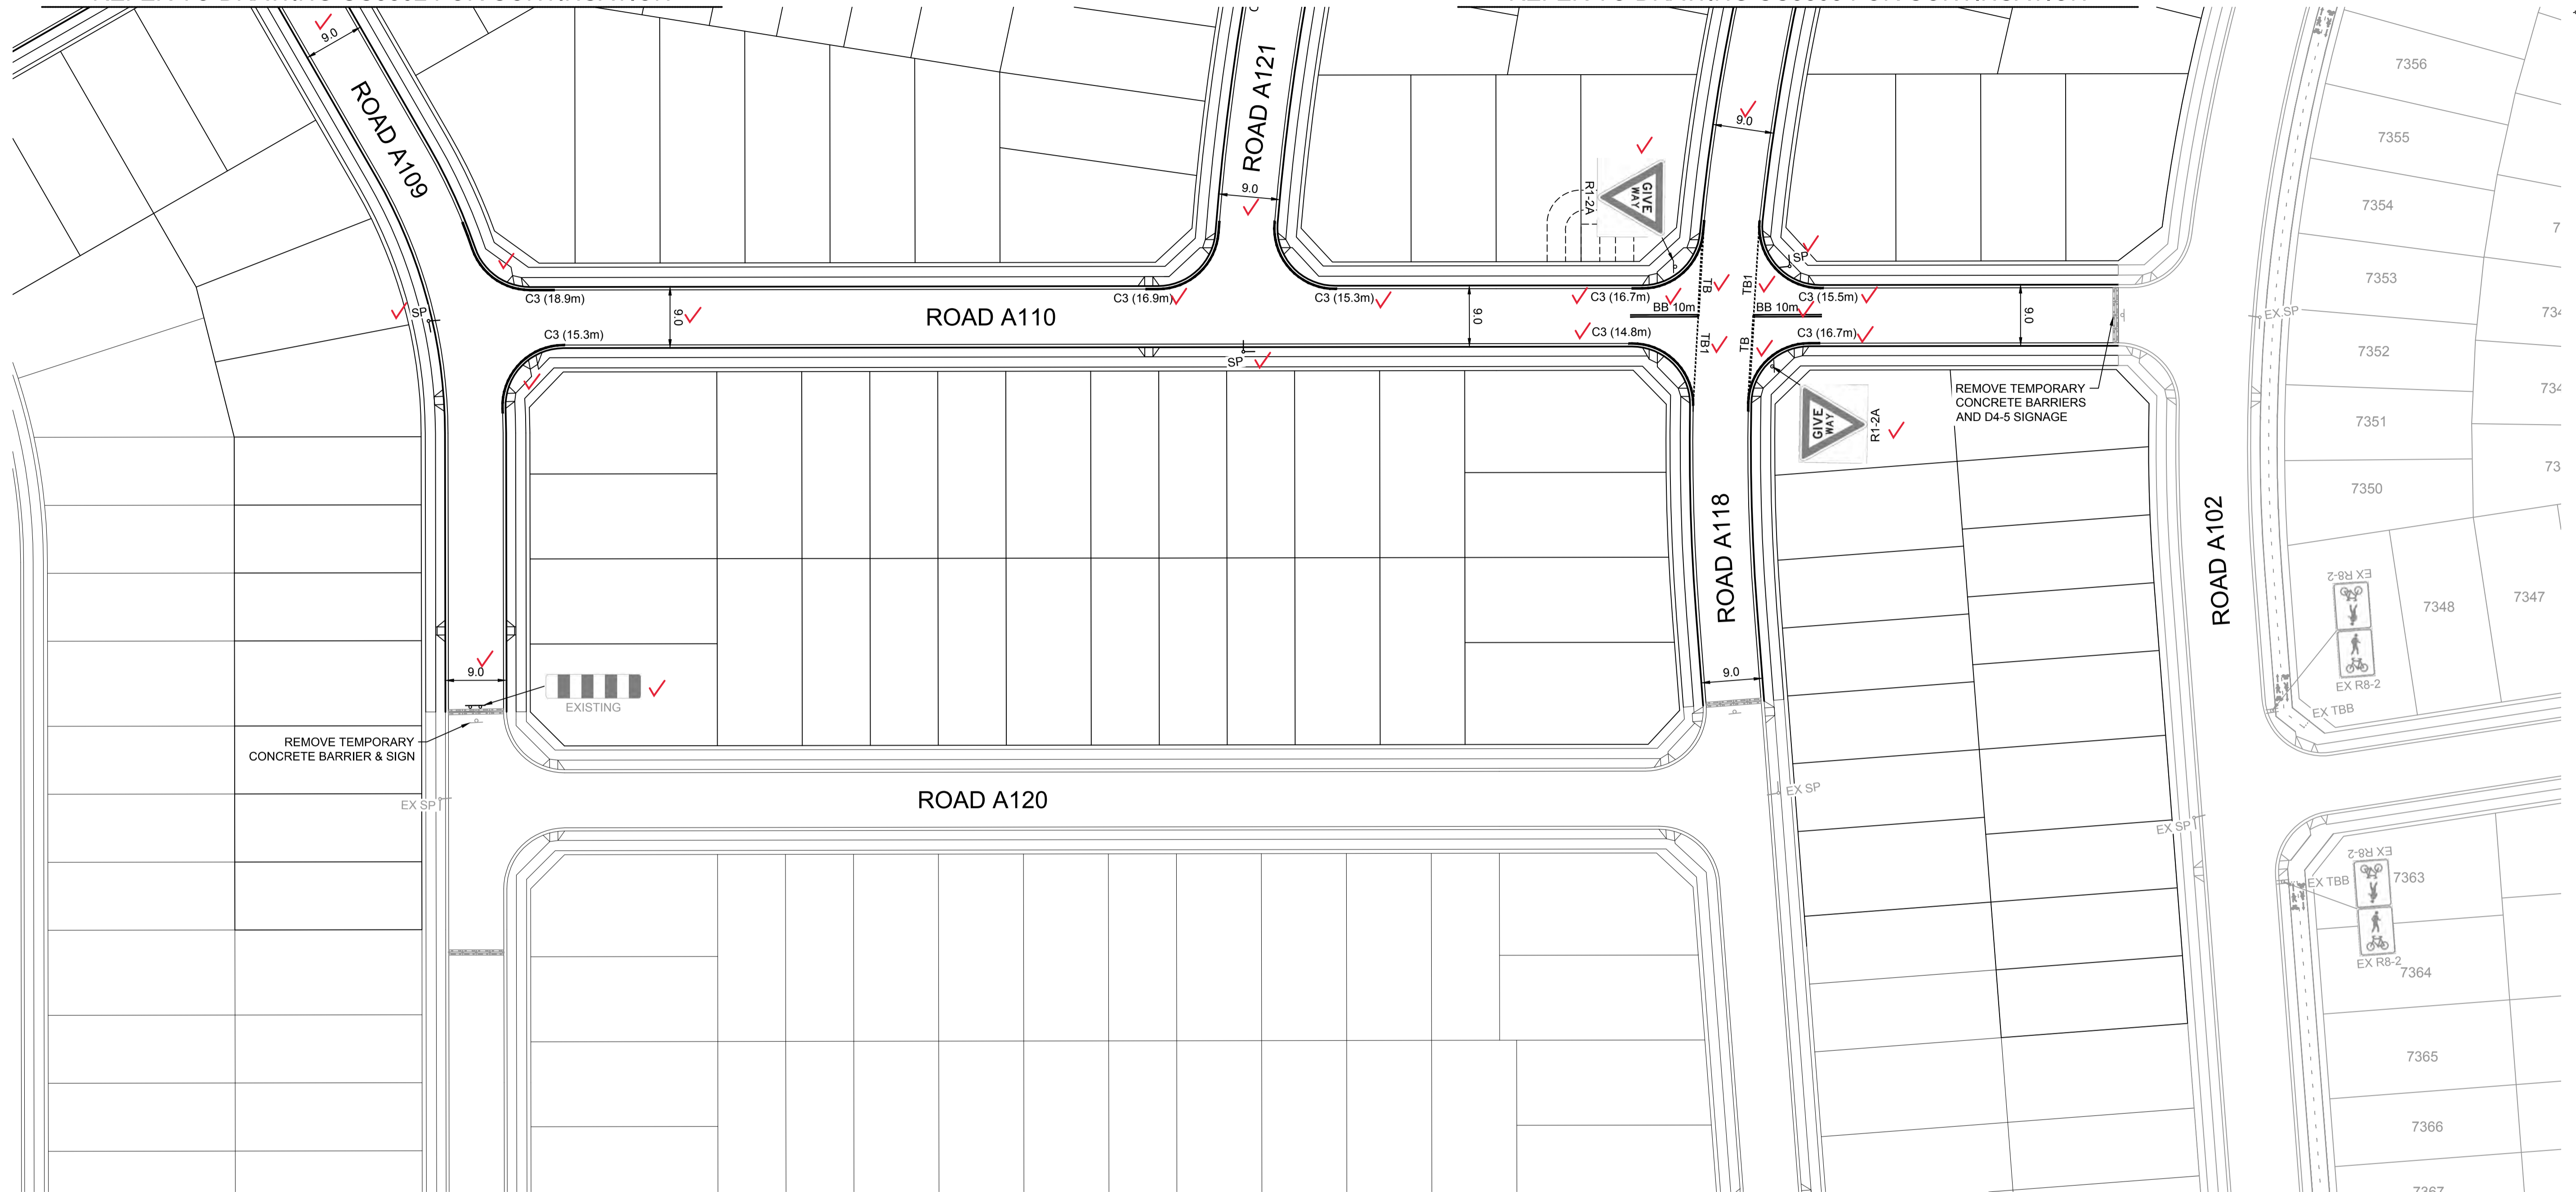 9.0
ROAD A109
ROAD A121
9.0
9.0
GIVE
WAY
R1-2A
7356
7355
7354
7353
7352
7351
7350
7348
7347
SP
C3 (18.9m)
C3 (15.3m)
9.0
ROAD A110
C3 (16.9m)
C3 (15.3m)
SP
9.0
C3 (16.7m)
BB 10m
C3 (14.8m)
TB
TB1
TB1
TB
SP
BB 10m
C3 (15.5m)
C3 (16.7m)
9.0
EX SP
GIVE
WAY
R1-2A
REMOVE TEMPORARY
CONCRETE BARRIERS
AND D4-5 SIGNAGE
ROAD A118
ROAD A102
9.0
EXISTING
REMOVE TEMPORARY
CONCRETE BARRIER & SIGN
9.0
EX R8-2
EX R8-2
EX TBB
EX SP
ROAD A120
EX SP
EX SP
EX R8-2
EX TBB
7363
EX R8-2
7364
7365
7366